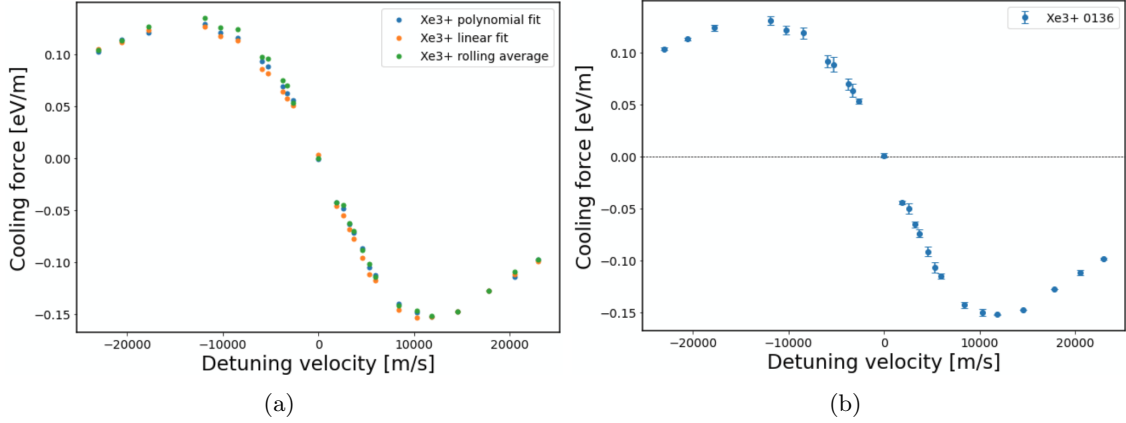 Xe3+ polynomial fit
Xe3+ linear fit
Xe3+ rolling average
0.10
0.05
0.00
−0.05
−0.10
−0.15
Cooling force [eV/m]
−20000 −10000 0 10000 20000
Detuning velocity [m/s]
(a)
Xe3+ 0136
0.10
0.05
0.00
−0.05
−0.10
−0.15
Cooling force [eV/m]
−20000 −10000 0 10000 20000
Detuning velocity [m/s]
(b)